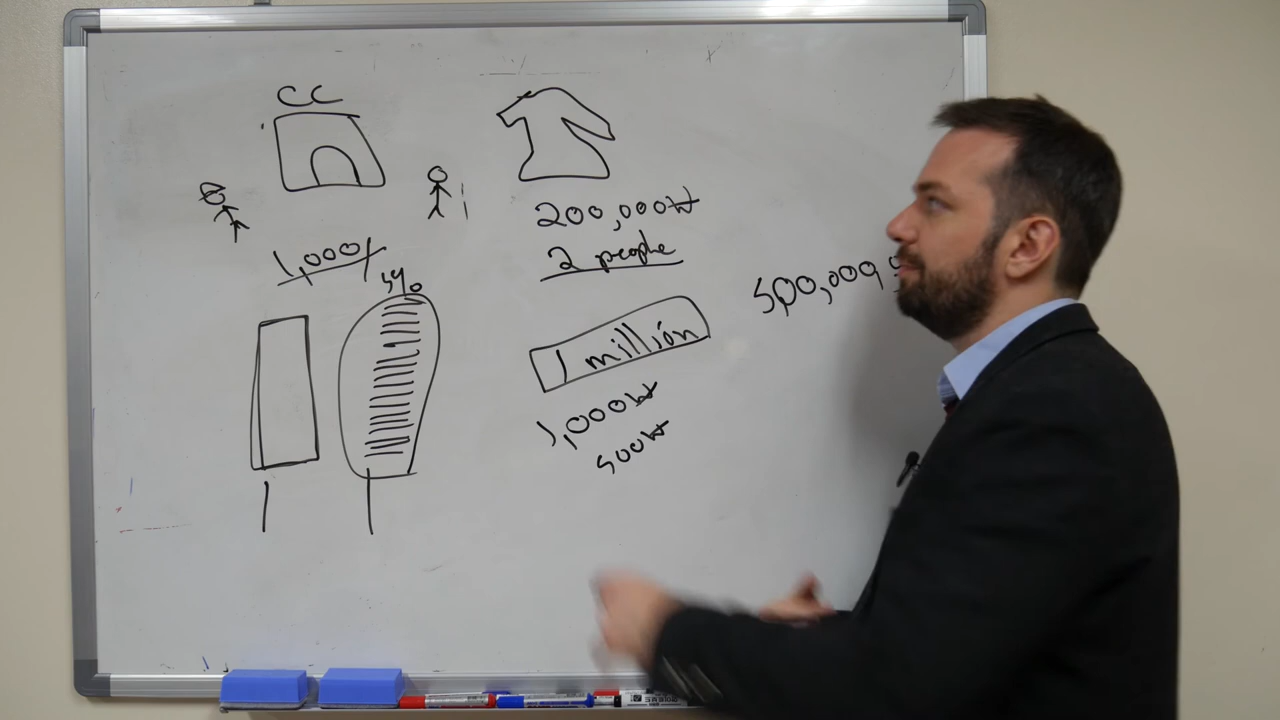 CC
200,000₩
2 people
1,000
5%
500,000
1 million
1,000₩
500₩